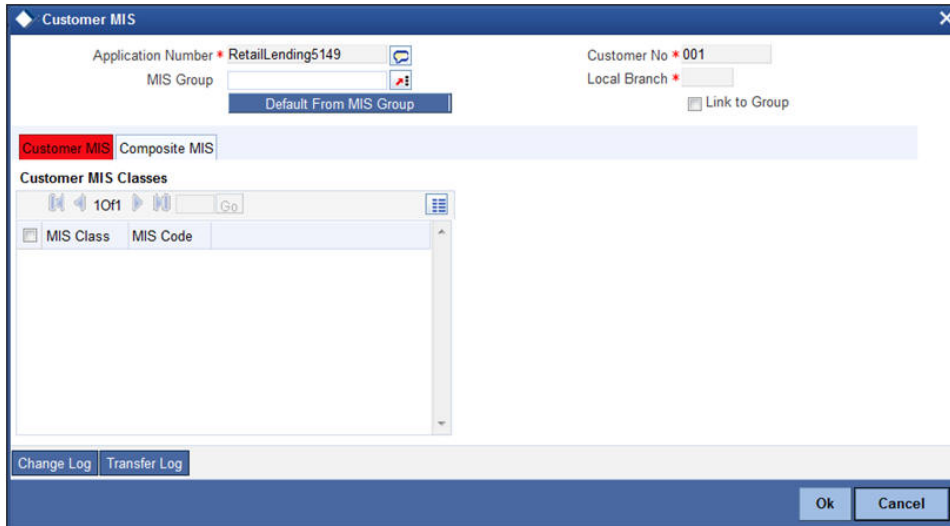 Customer MIS
Application Number * RetailLending5149
Customer No * 001
MIS Group
Local Branch *
Default From MIS Group
Link to Group
Customer MIS Composite MIS
Customer MIS Classes
1Of1 Go
MIS Class MIS Code
Change Log Transfer Log
Ok Cancel